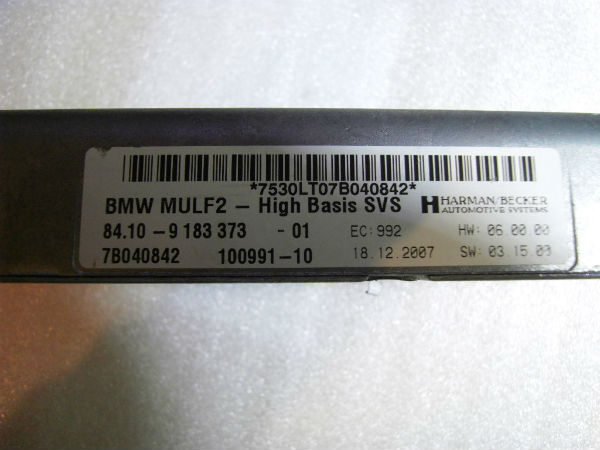 *7530LT07B040842*
BMW MULF2 – High Basis SVS HARMAN/BECKER
AUTOMOTIVE SYSTEMS
84.10 – 9 183 373 - 01 EC: 992 HW: 06.00.00
7B040842 100991–10 18.12.2007 SW: 03.15.03